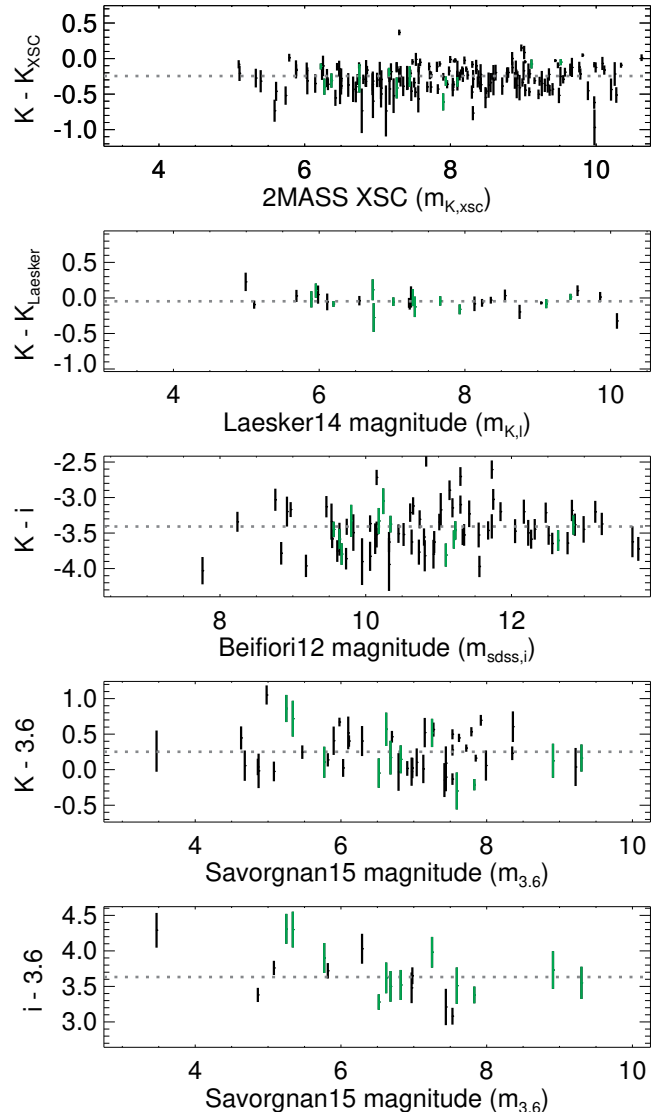 K - K_XSC
0.5
0.0
-0.5
-1.0
4 6 8 10
2MASS XSC (m_K,xsc)
K - K_Laesker
0.5
0.0
-0.5
-1.0
4 6 8 10
Laesker14 magnitude (m_K,l)
K - i
-2.5
-3.0
-3.5
-4.0
8 10 12
Beifiori12 magnitude (m_sdss,i)
K - 3.6
1.0
0.5
0.0
-0.5
4 6 8 10
Savorgnan15 magnitude (m_3.6)
i - 3.6
4.5
4.0
3.5
3.0
4 6 8 10
Savorgnan15 magnitude (m_3.6)